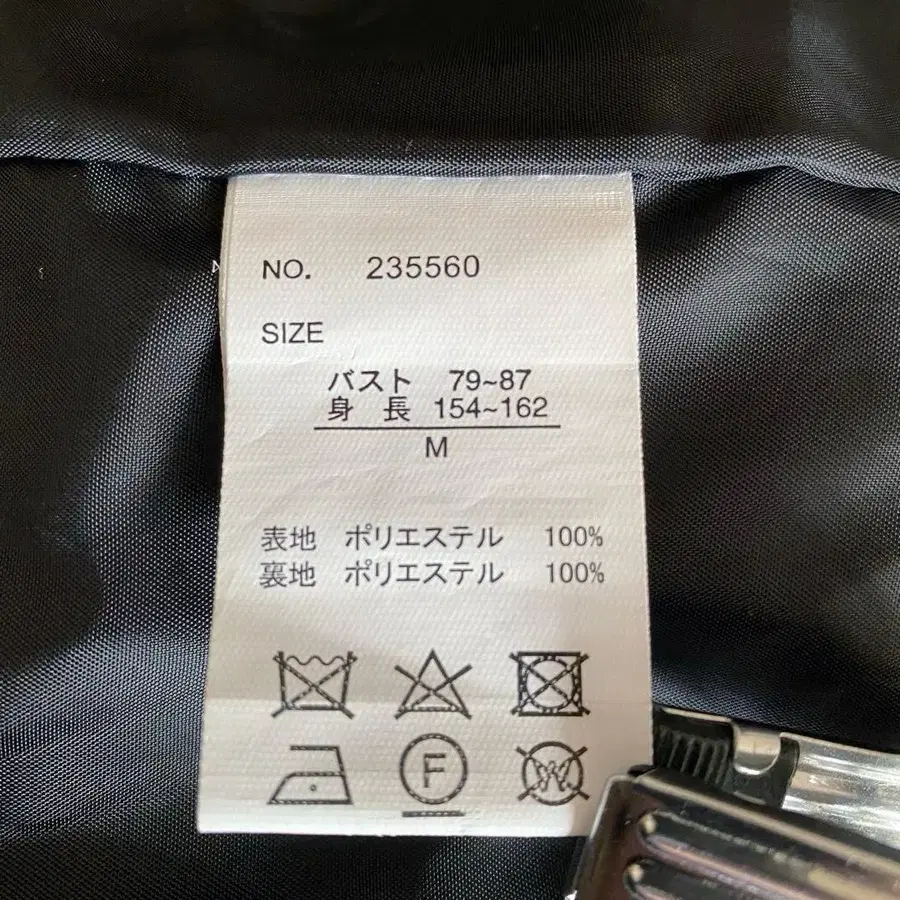 NO. 235560
SIZE
バスト 79~87
身 長 154~162
M
表地 ポリエステル 100%
裏地 ポリエステル 100%
F
W